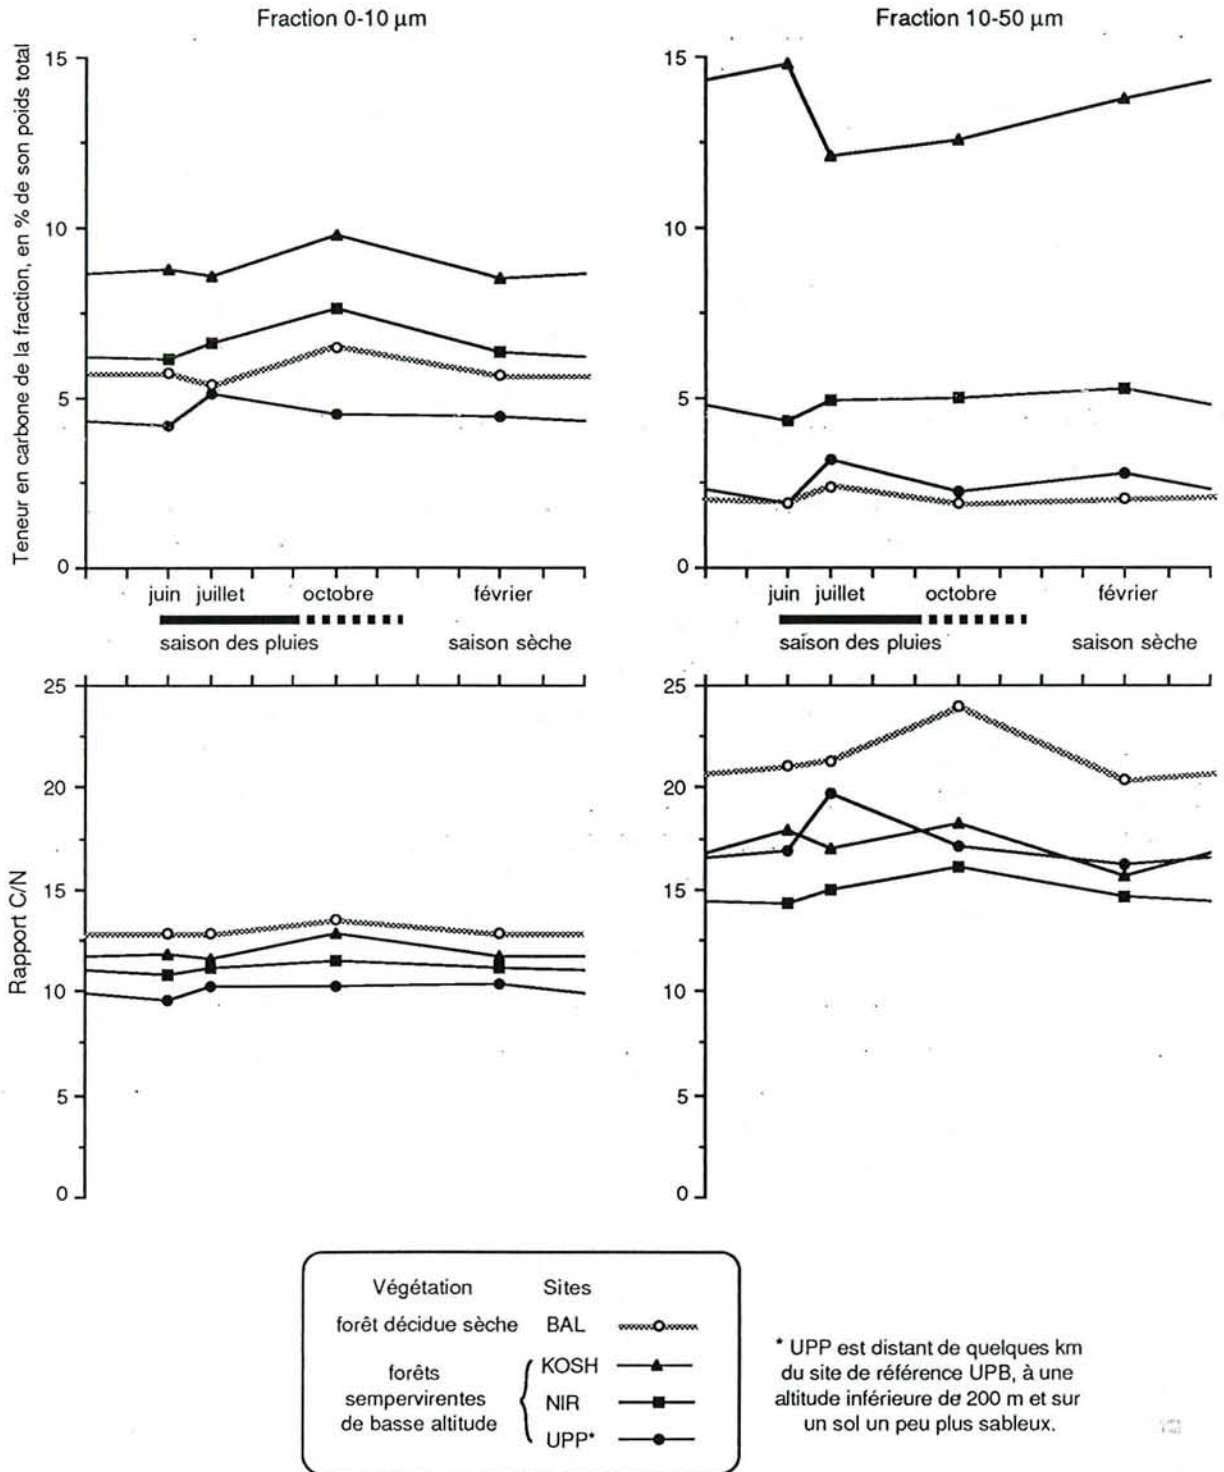 Fraction 0-10 µm
Fraction 10-50 µm
Teneur en carbone de la fraction, en % de son poids total
15
10
5
0
15
10
5
0
juin juillet octobre février
saison des pluies saison sèche
juin juillet octobre février
saison des pluies saison sèche
Rapport C/N
25
20
15
10
5
0
25
20
15
10
5
0
Végétation Sites
forêt décidue sèche BAL
forêts
sempervirentes
de basse altitude
KOSH
NIR
UPP*
* UPP est distant de quelques km
du site de référence UPB, à une
altitude inférieure de 200 m et sur
un sol un peu plus sableux.